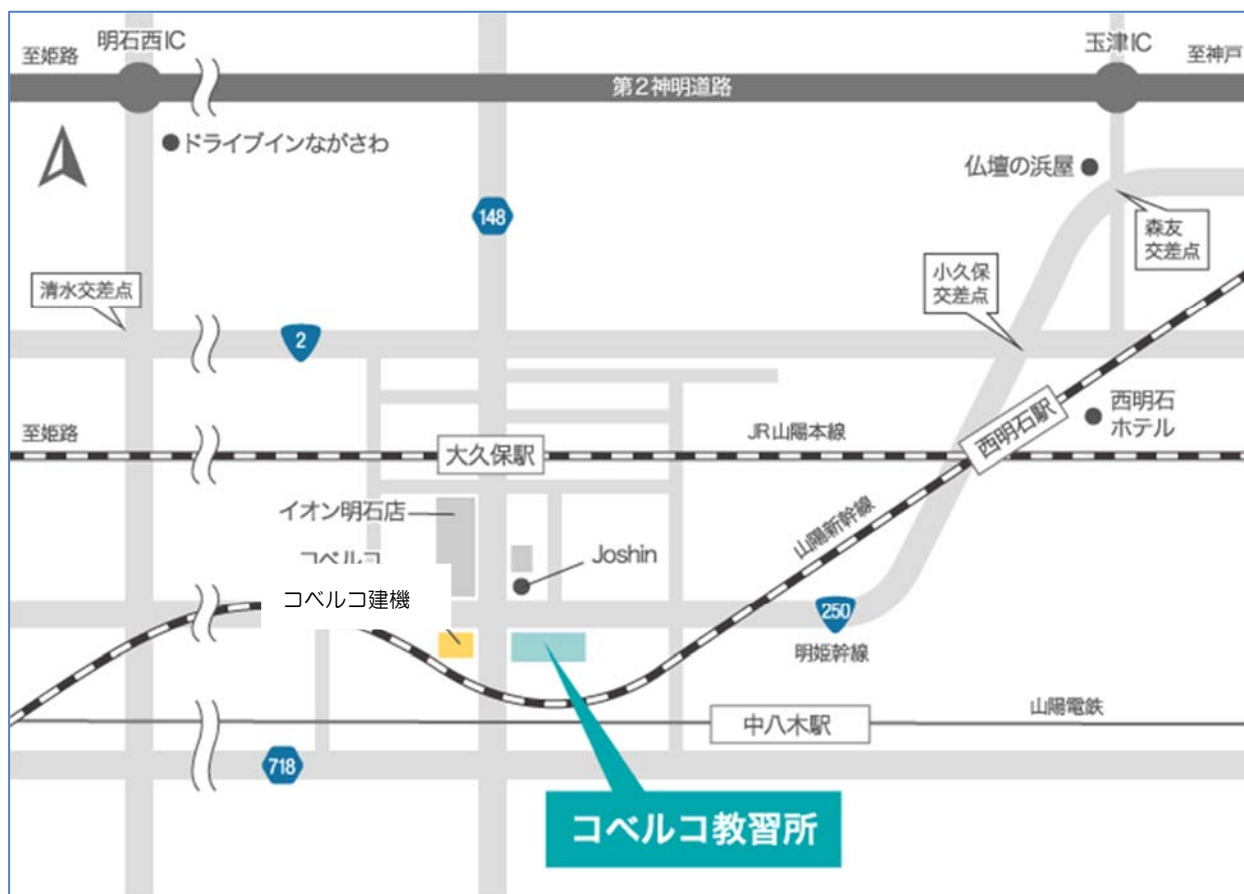 明石西IC
玉津IC
至姫路
至神戸
第2神明道路
ドライブインながさわ
仏壇の浜屋
森友
交差点
148
小久保
交差点
清水交差点
2
西明石
ホテル
至姫路
JR山陽本線
西明石駅
大久保駅
イオン明石店
山陽新幹線
コベルコ
Joshin
コベルコ建機
250
明姫幹線
山陽電鉄
中八木駅
718
コベルコ教習所